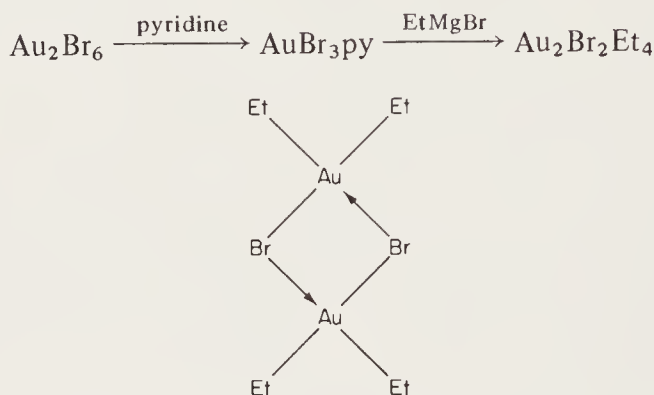 Au₂Br₆ —pyridine→ AuBr₃py —EtMgBr→ Au₂Br₂Et₄
Et Et
Au
Br Br
Au
Et Et